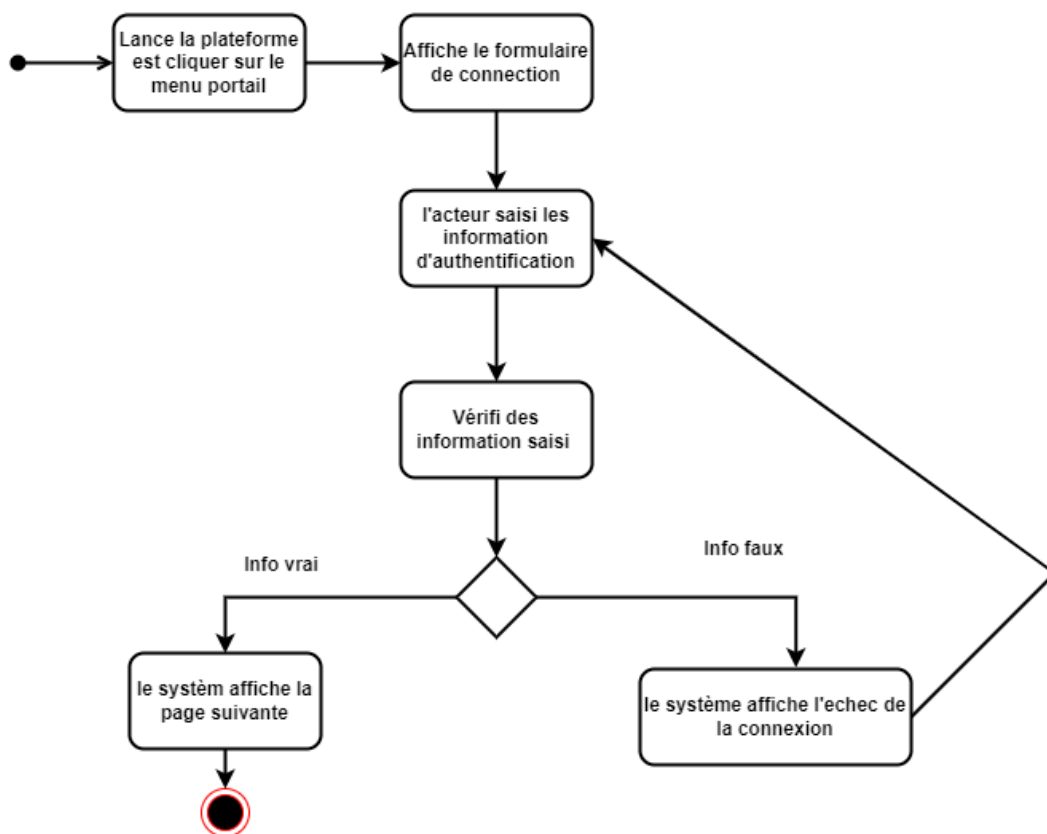 Lance la plateforme
est cliquer sur le
menu portail
Affiche le formulaire
de connection
l'acteur saisi les
information
d'authentification
Vérifi des
information saisi
Info vrai
Info faux
le systèm affiche la
page suivante
le système affiche l'echec de
la connexion